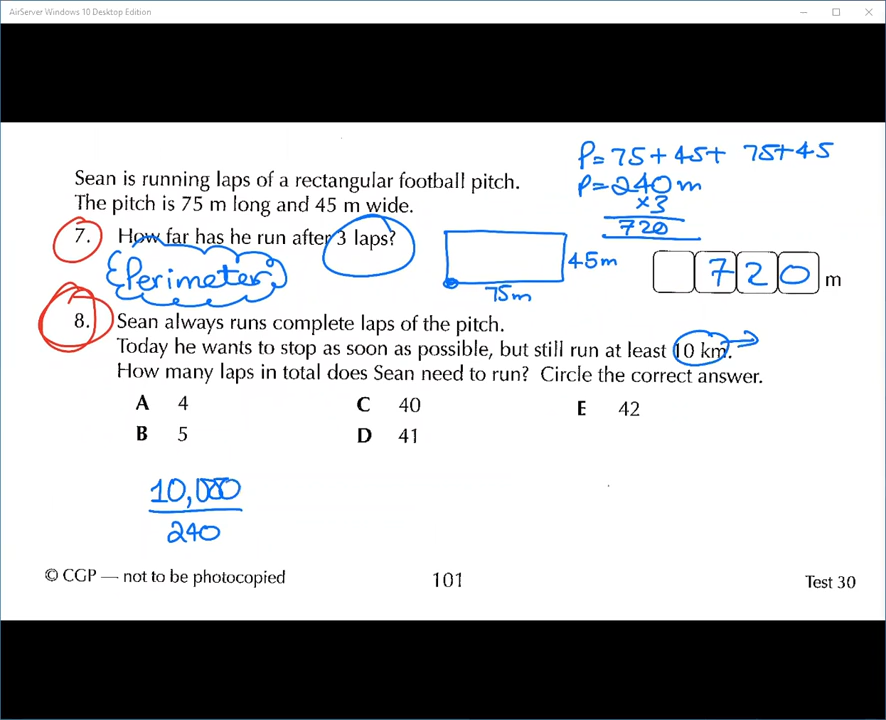 AirServer Windows 10 Desktop Edition
Sean is running laps of a rectangular football pitch.
The pitch is 75 m long and 45 m wide.
7. How far has he run after 3 laps?
Perimeter
75m
45m
P=75+45+ 75+45
P=240m
×3
720
720 m
8. Sean always runs complete laps of the pitch.
Today he wants to stop as soon as possible, but still run at least 10 km.
How many laps in total does Sean need to run? Circle the correct answer.
A 4
B 5
C 40
D 41
E 42
10,000
240
© CGP — not to be photocopied
101
Test 30